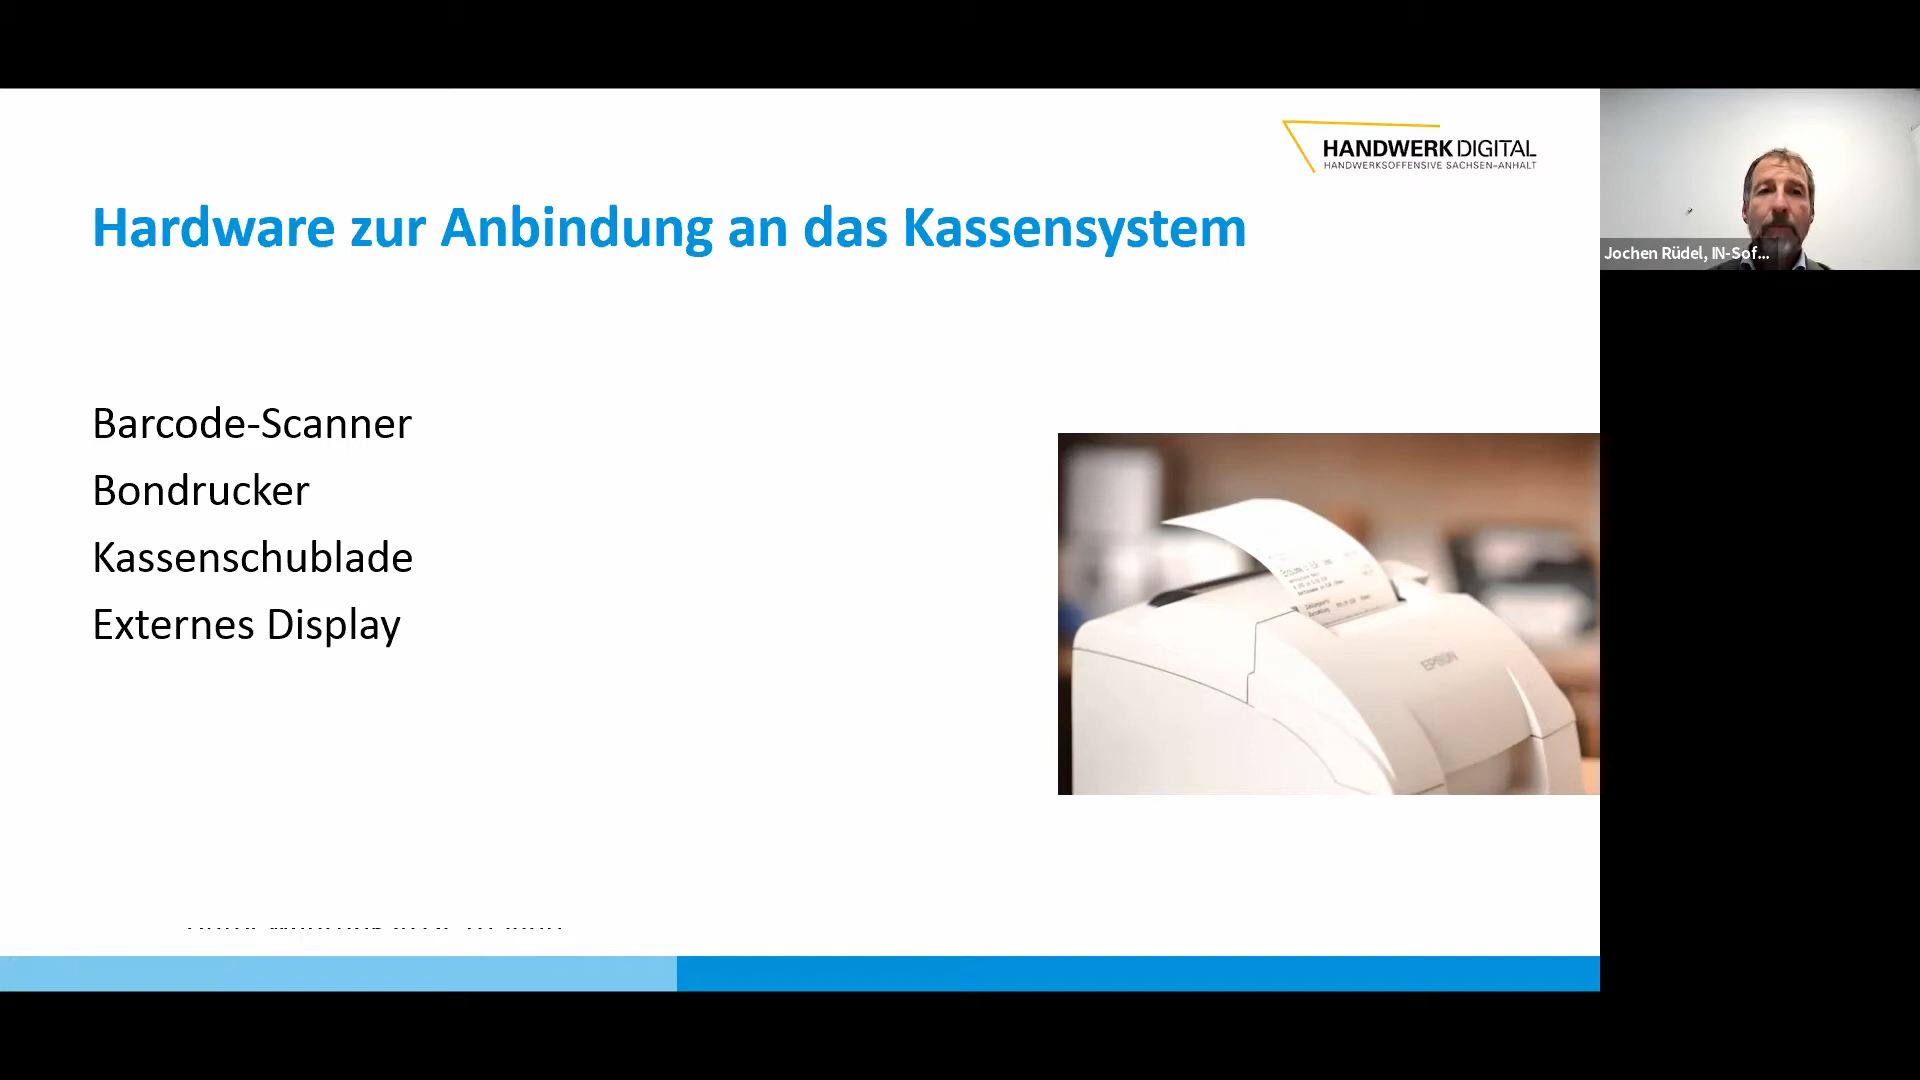 HANDWERK DIGITAL
HANDWERKSOFFENSIVE SACHSEN-ANHALT
Hardware zur Anbindung an das Kassensystem
Jochen Rüdel, IN-Sof...
Barcode-Scanner
Bondrucker
Kassenschublade
Externes Display
EPSON